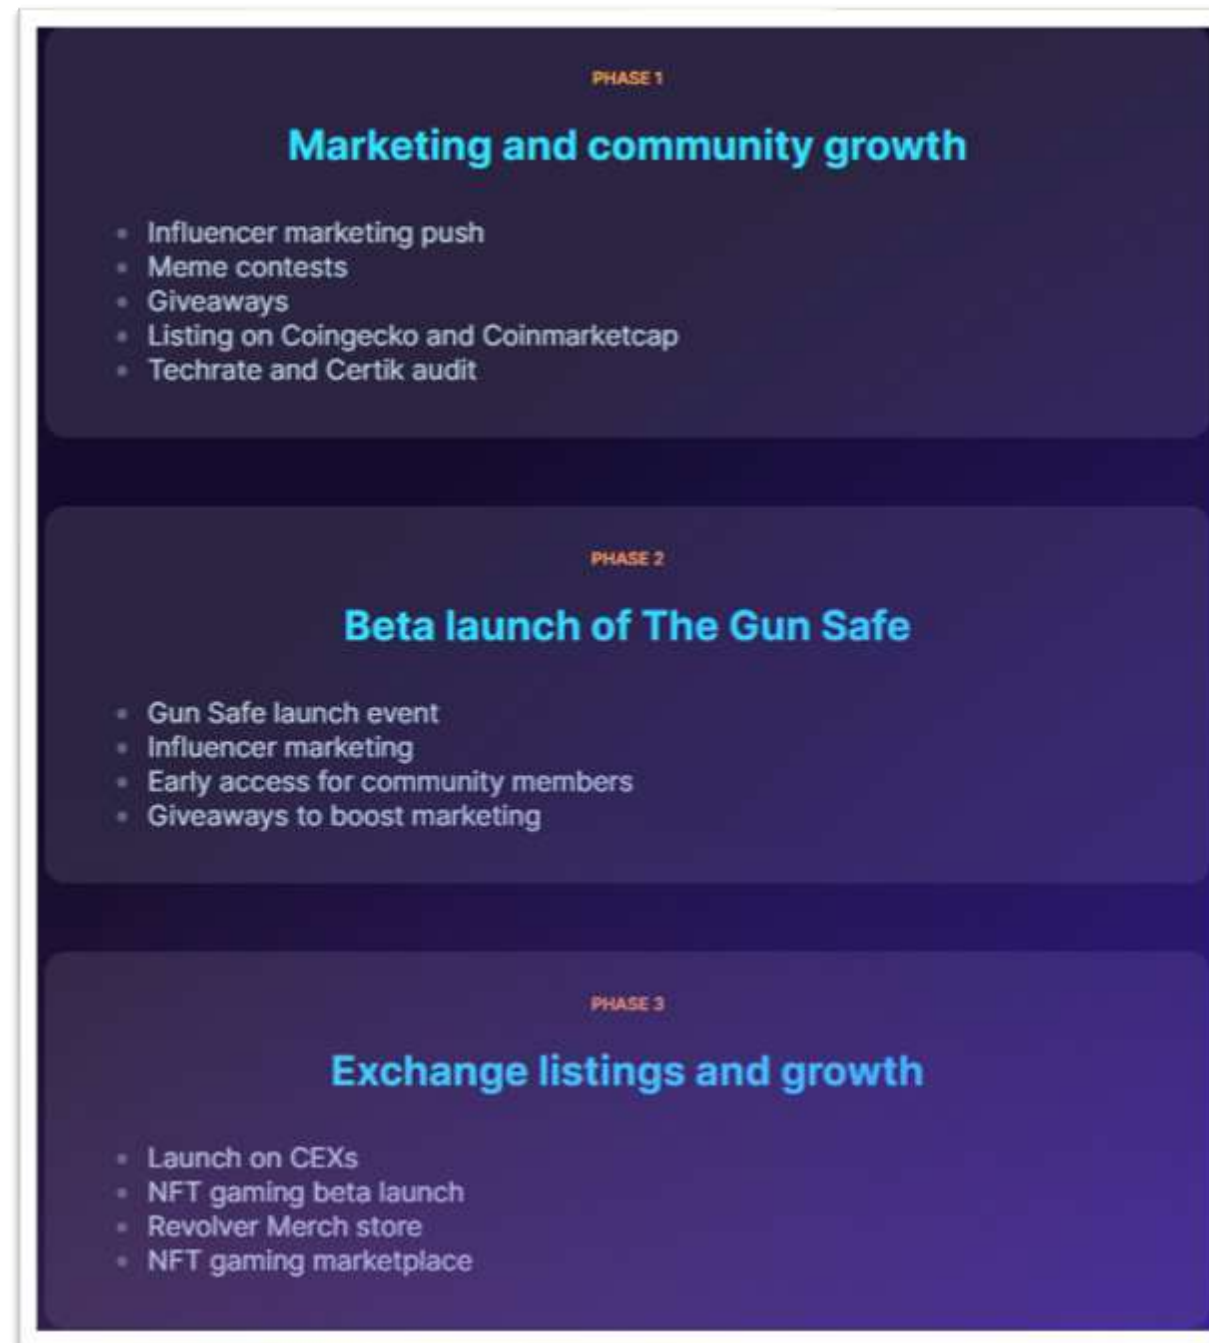 PHASE 1
Marketing and community growth
Influencer marketing push
Meme contests
Giveaways
Listing on Coingecko and Coinmarketcap
Techrate and Certik audit
PHASE 2
Beta launch of The Gun Safe
Gun Safe launch event
Influencer marketing
Early access for community members
Giveaways to boost marketing
PHASE 3
Exchange listings and growth
Launch on CEXs
NFT gaming beta launch
Revolver Merch store
NFT gaming marketplace